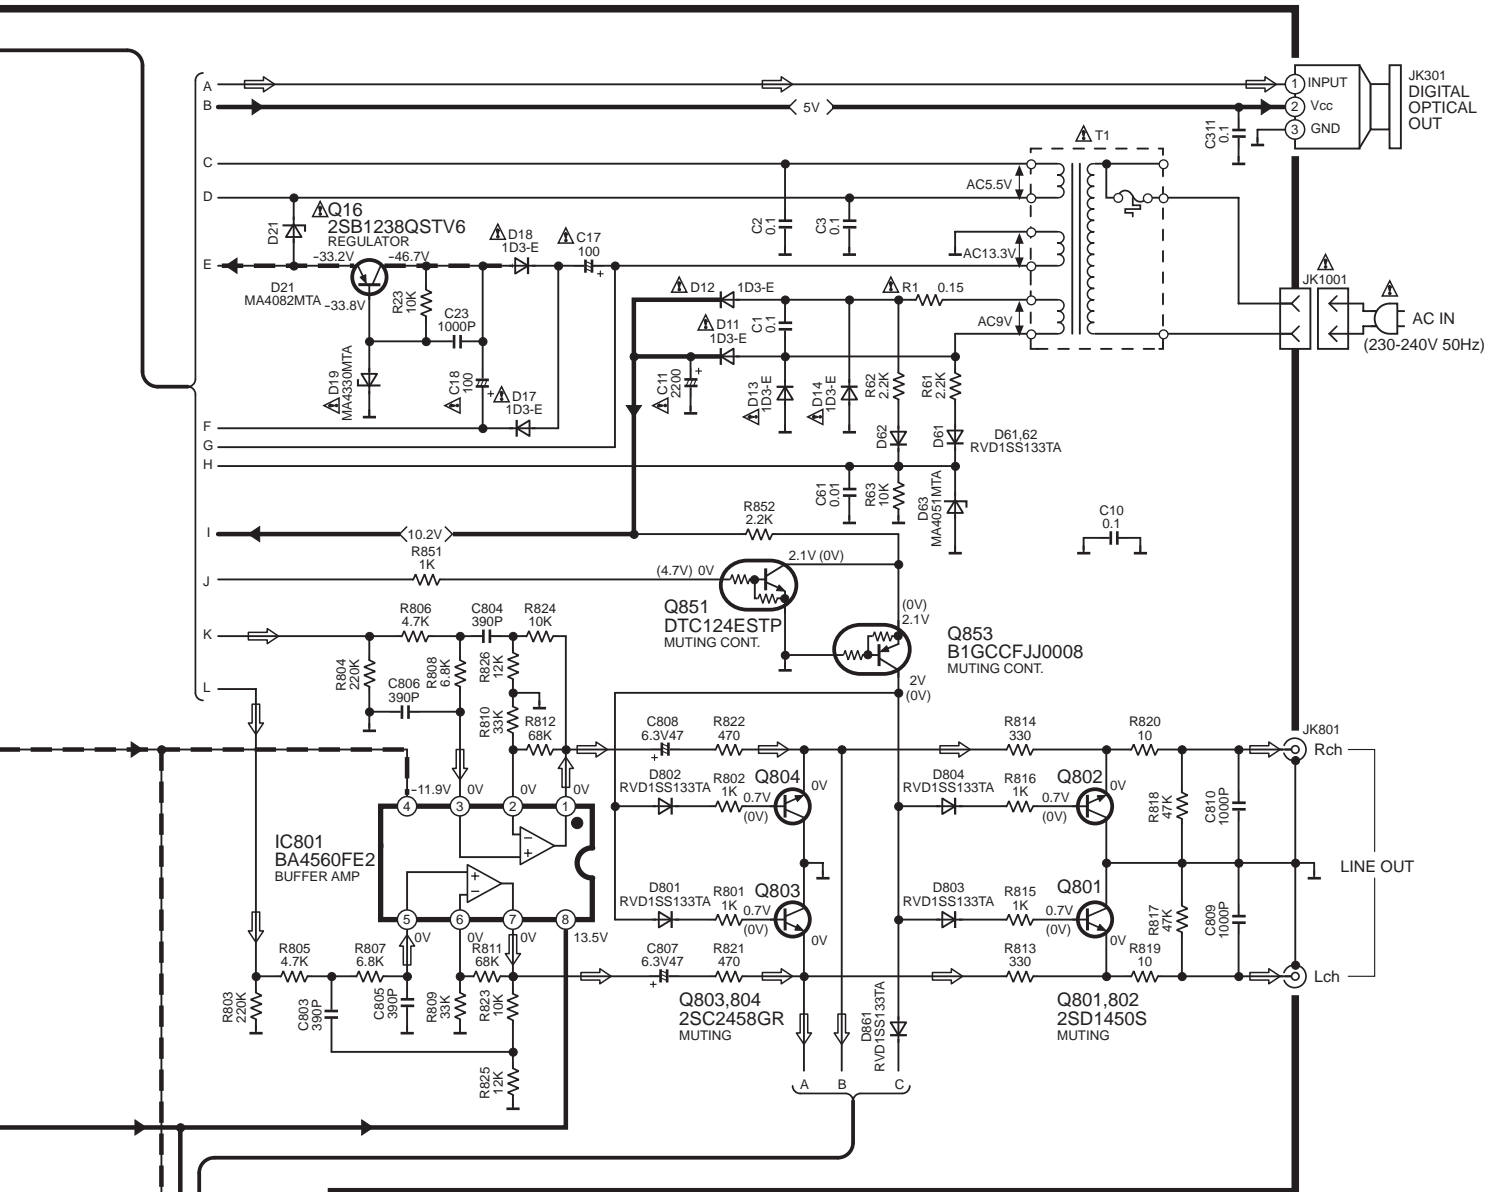 A
B
5V
1 INPUT
2 Vcc
3 GND
JK301
DIGITAL
OPTICAL
OUT
C311
0.1
T1
C
AC5.5V
D
C2
0.1
C3
0.1
D21
Q16
2SB1238QSTV6
REGULATOR
-33.2V
-46.7V
D18
1D3-E
C17
100
+
AC13.3V
E
D21
MA4082MTA
-33.8V
R23
10K
C23
1000P
D12
1D3-E
R1
0.15
D11
1D3-E
C1
0.1
AC9V
JK1001
AC IN
(230-240V 50Hz)
D19
MA4330MTA
C18
100
+
D17
1D3-E
C11
2200
+
D13
1D3-E
D14
1D3-E
R62
2.2K
R61
2.2K
F
G
H
D62
D61
D61,62
RVD1SS133TA
C61
0.01
R63
10K
D63
MA4051MTA
C10
0.1
I
10.2V
R852
2.2K
R851
1K
J
(4.7V) 0V
2.1V (0V)
Q851
DTC124ESTP
MUTING CONT.
(0V)
2.1V
Q853
B1GCCFJJ0008
MUTING CONT.
2V
(0V)
K
R806
4.7K
C804
390P
R824
10K
R804
220K
C806
390P
R808
6.8K
R826
12K
R810
33K
R812
68K
L
C808
6.3V47
+
R822
470
R814
330
R820
10
JK801
Rch
D802
RVD1SS133TA
R802
1K
0.7V
(0V)
Q804
0V
D804
RVD1SS133TA
R816
1K
0.7V
(0V)
Q802
0V
R818
47K
C810
1000P
-11.9V
0V
0V
0V
4
3
2
1
IC801
BA4560FE2
BUFFER AMP
−
+
+
−
5
6
7
8
0V
0V
0V
13.5V
LINE OUT
D801
RVD1SS133TA
R801
1K
0.7V
(0V)
Q803
0V
D803
RVD1SS133TA
R815
1K
0.7V
(0V)
Q801
0V
R817
47K
C809
1000P
R805
4.7K
R807
6.8K
R811
68K
C807
6.3V47
+
R821
470
R813
330
R819
10
Lch
R803
220K
C803
390P
C805
390P
R809
33K
R823
10K
Q803,804
2SC2458GR
MUTING
D861
RVD1SS133TA
Q801,802
2SD1450S
MUTING
R825
12K
A
B
C